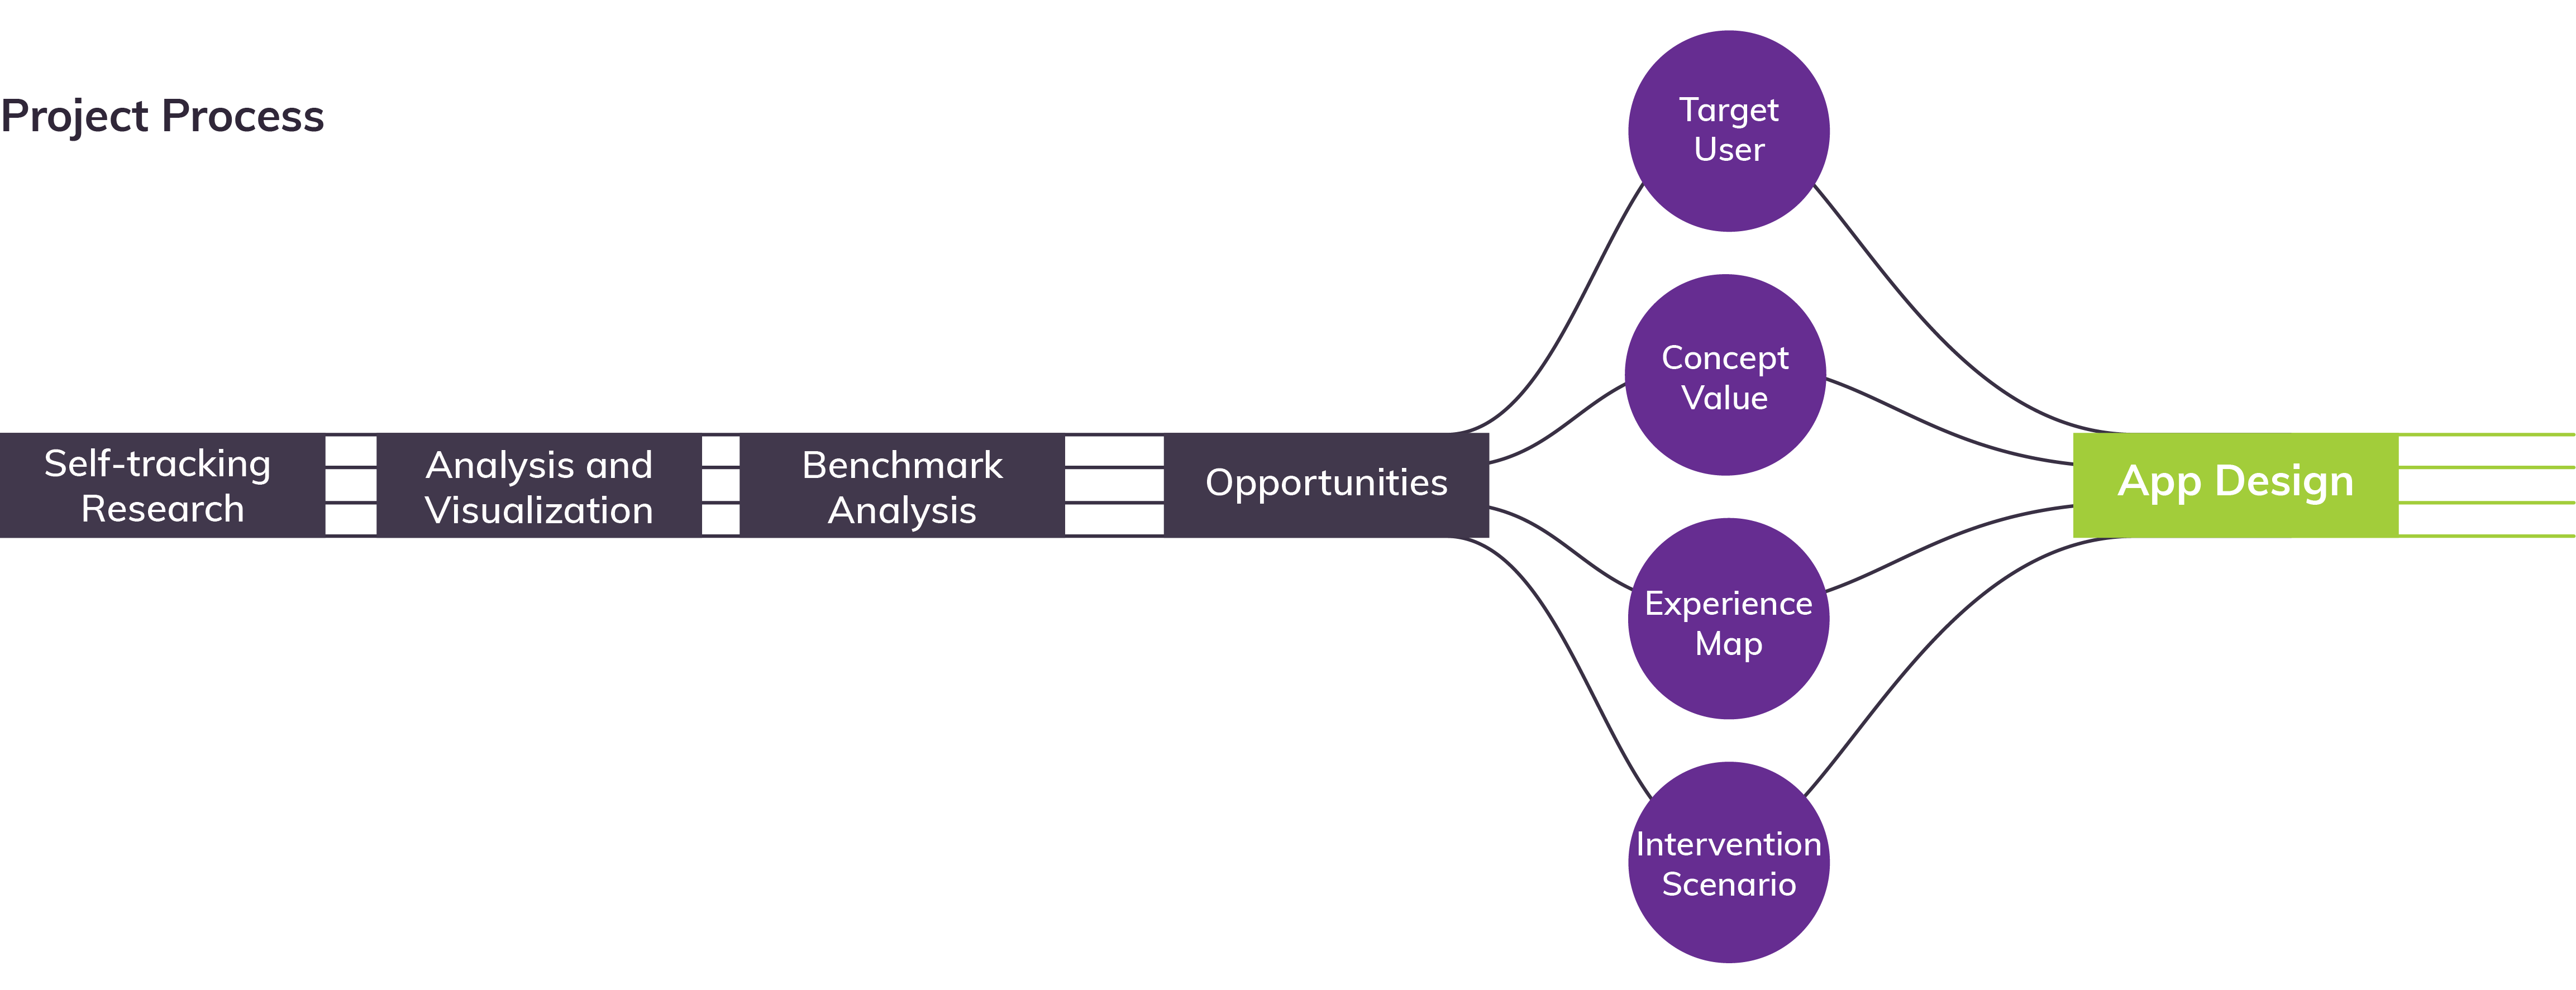 Project Process
Self-tracking
Research
Analysis and
Visualization
Benchmark
Analysis
Opportunities
Target
User
Concept
Value
Experience
Map
Intervention
Scenario
App Design